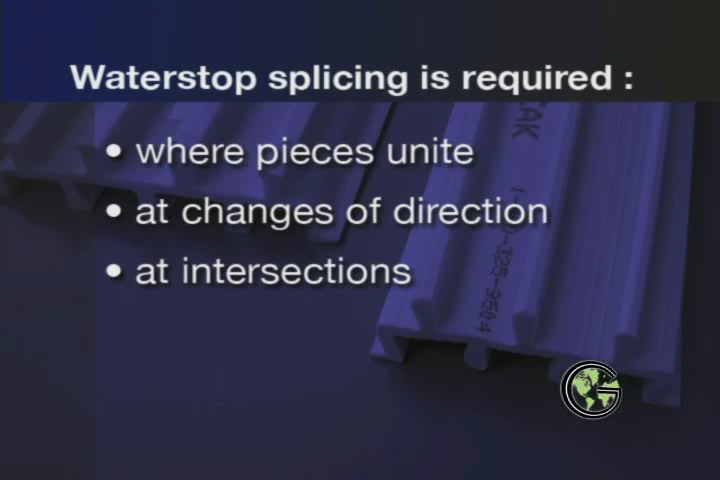 Waterstop splicing is required :
• where pieces unite
• at changes of direction
• at intersections